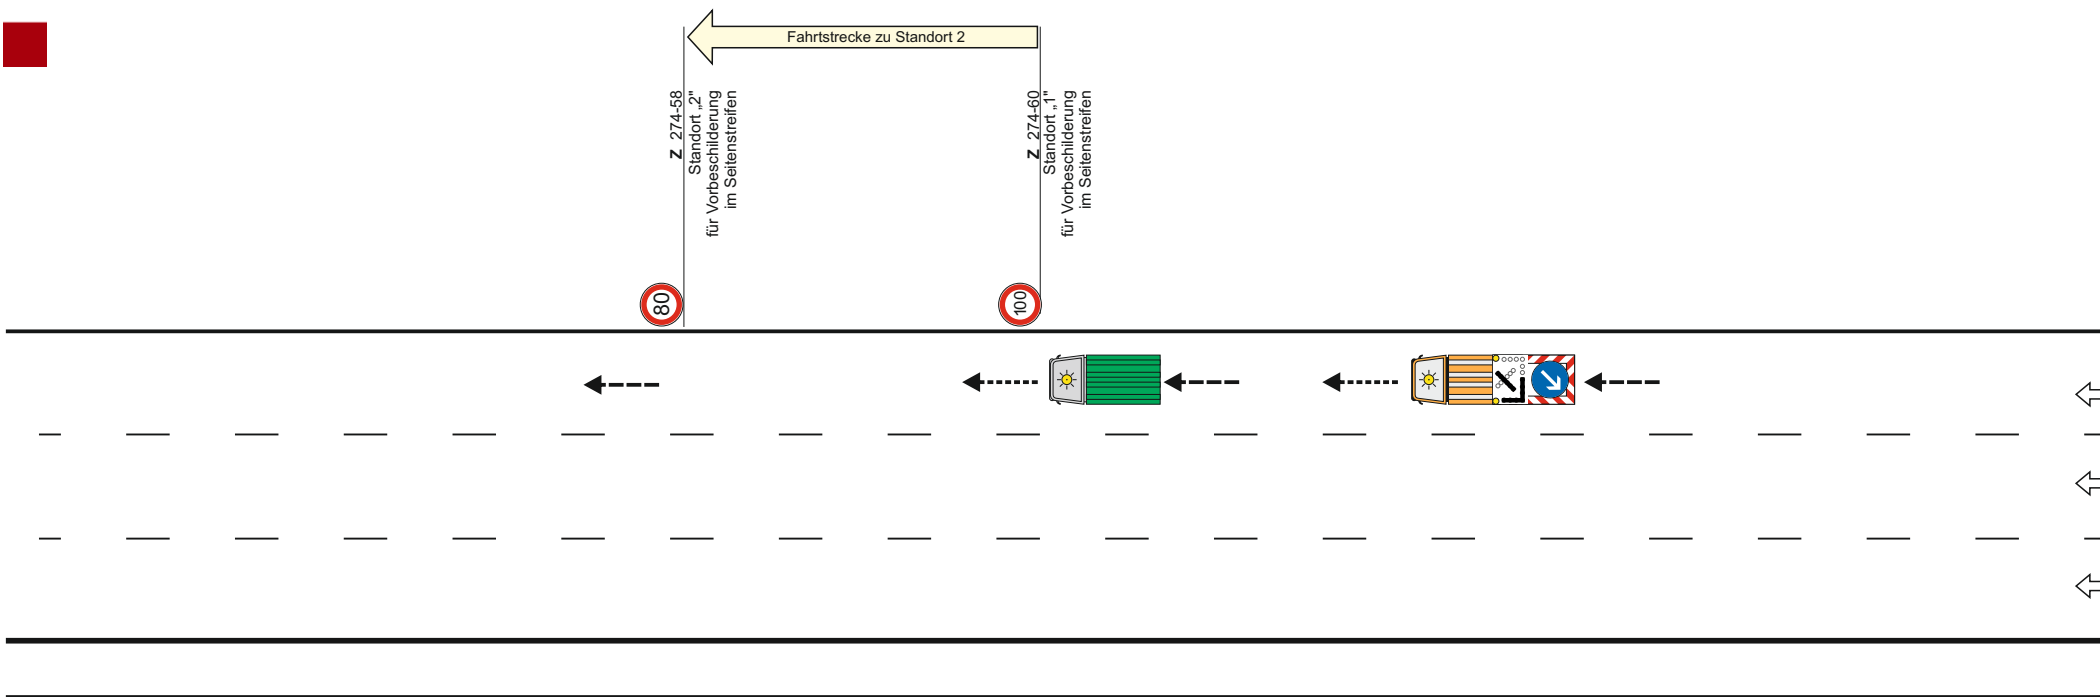 Fahrtstrecke zu Standort 2
Z 274-58
Standort „2"
für Vorbeschilderung
im Seitenstreifen
Z 274-60
Standort „1"
für Vorbeschilderung
im Seitenstreifen
80
100